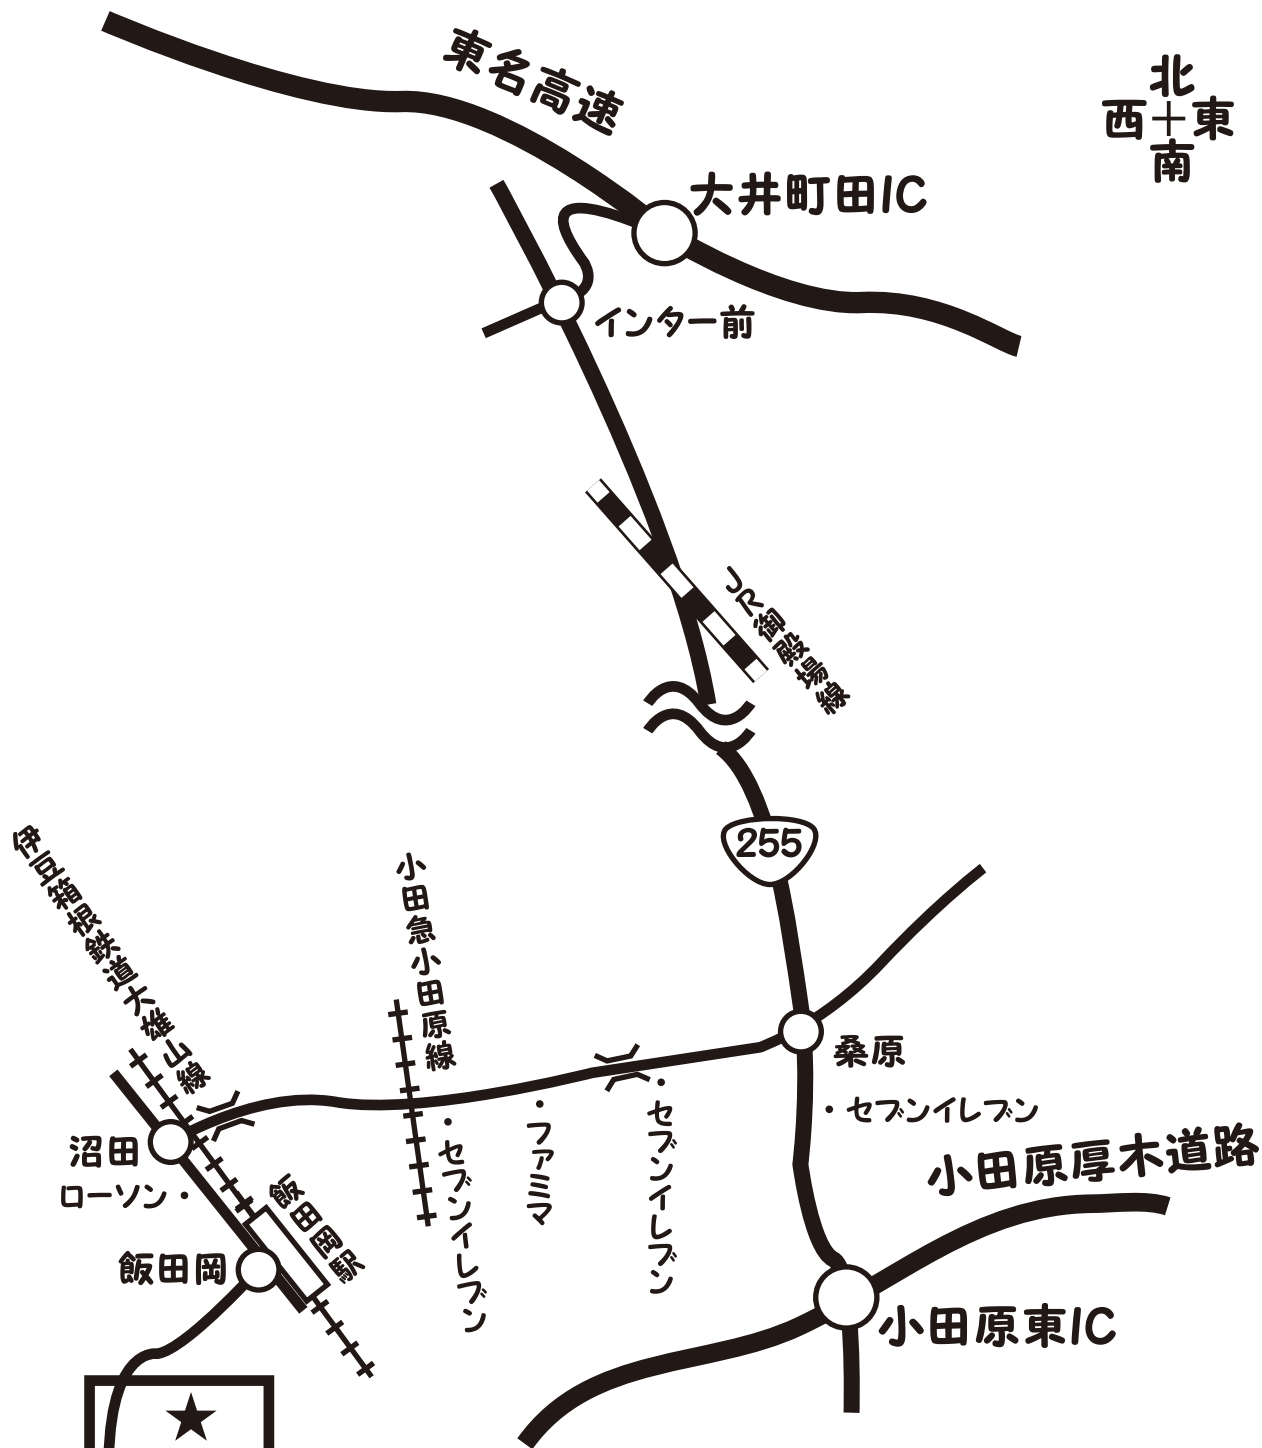 東名高速
北
西 東
南
大井町田IC
インター前
JR御殿場線
255
伊豆箱根鉄道大雄山線
小田急小田原線
桑原
・セブンイレブン
小田原厚木道路
・セブンイレブン
・ファミマ
・セブンイレブン
沼田
ローソン・
飯田岡駅
飯田岡
小田原東IC